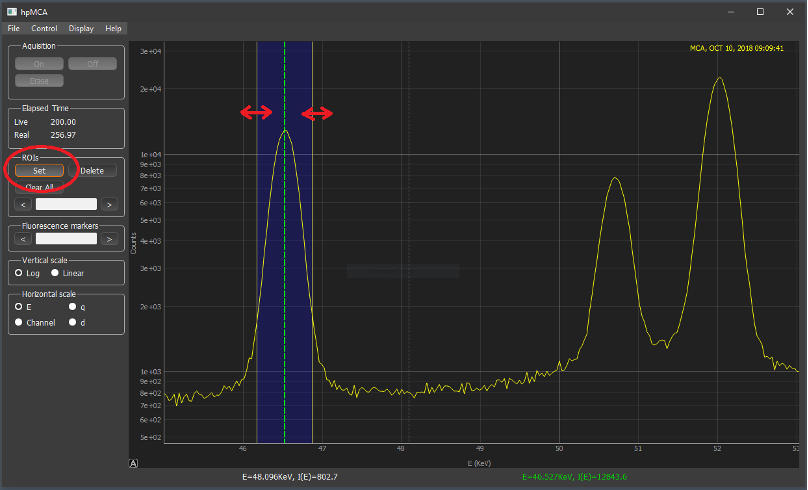 hpMCA
File Control Display Help
Aquisition
On Off
Erase
Elapsed Time
Live 200.00
Real 256.97
ROIs
Set Delete
Clear All
< >
Fluorescence markers
< >
Vertical scale
Log Linear
Horizontal scale
E q
Channel d
MCA, OCT 10, 2018 09:09:41
3e+04
2e+04
1e+04
9e+03
8e+03
7e+03
6e+03
5e+03
4e+03
3e+03
2e+03
1e+03
9e+02
8e+02
7e+02
6e+02
5e+02
Counts
46 47 48 49 50 51 52 53
E (KeV)
A
E=48.096KeV, I(E)=802.7 E=46.527KeV, I(E)=12843.0